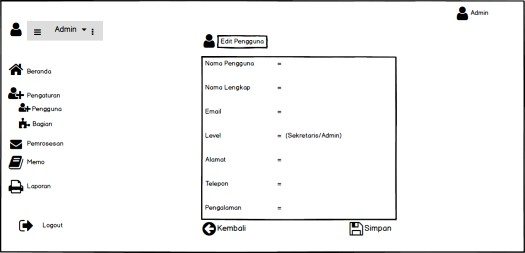 Admin
Admin
Edit Pengguna
Beranda
Pengaturan
Pengguna
Bagian
Pemrosesan
Memo
Laporan
Logout
Nama Pengguna =
Nama Lengkap =
Email =
Level = (Sekretaris/Admin)
Alamat =
Telepon =
Pengalaman =
Kembali
Simpan